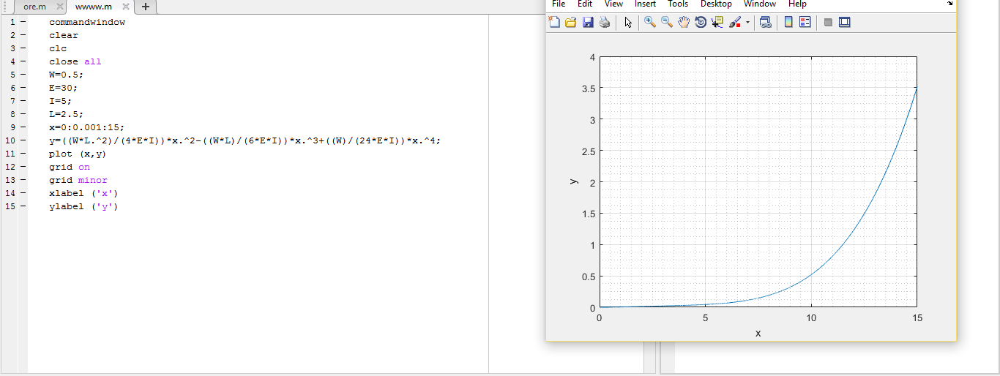 ore.m
wwww.m
+
1 – commandwindow
2 – clear
3 – clc
4 – close all
5 – W=0.5;
6 – E=30;
7 – I=5;
8 – L=2.5;
9 – x=0:0.001:15;
10 – y=((W*L.^2)/(4*E*I))*x.^2-((W*L)/(6*E*I))*x.^3+((W)/(24*E*I))*x.^4;
11 – plot (x,y)
12 – grid on
13 – grid minor
14 – xlabel ('x')
15 – ylabel ('y')
File Edit View Insert Tools Desktop Window Help
4
3.5
3
2.5
2
1.5
1
0.5
0
y
0 5 10 15
x